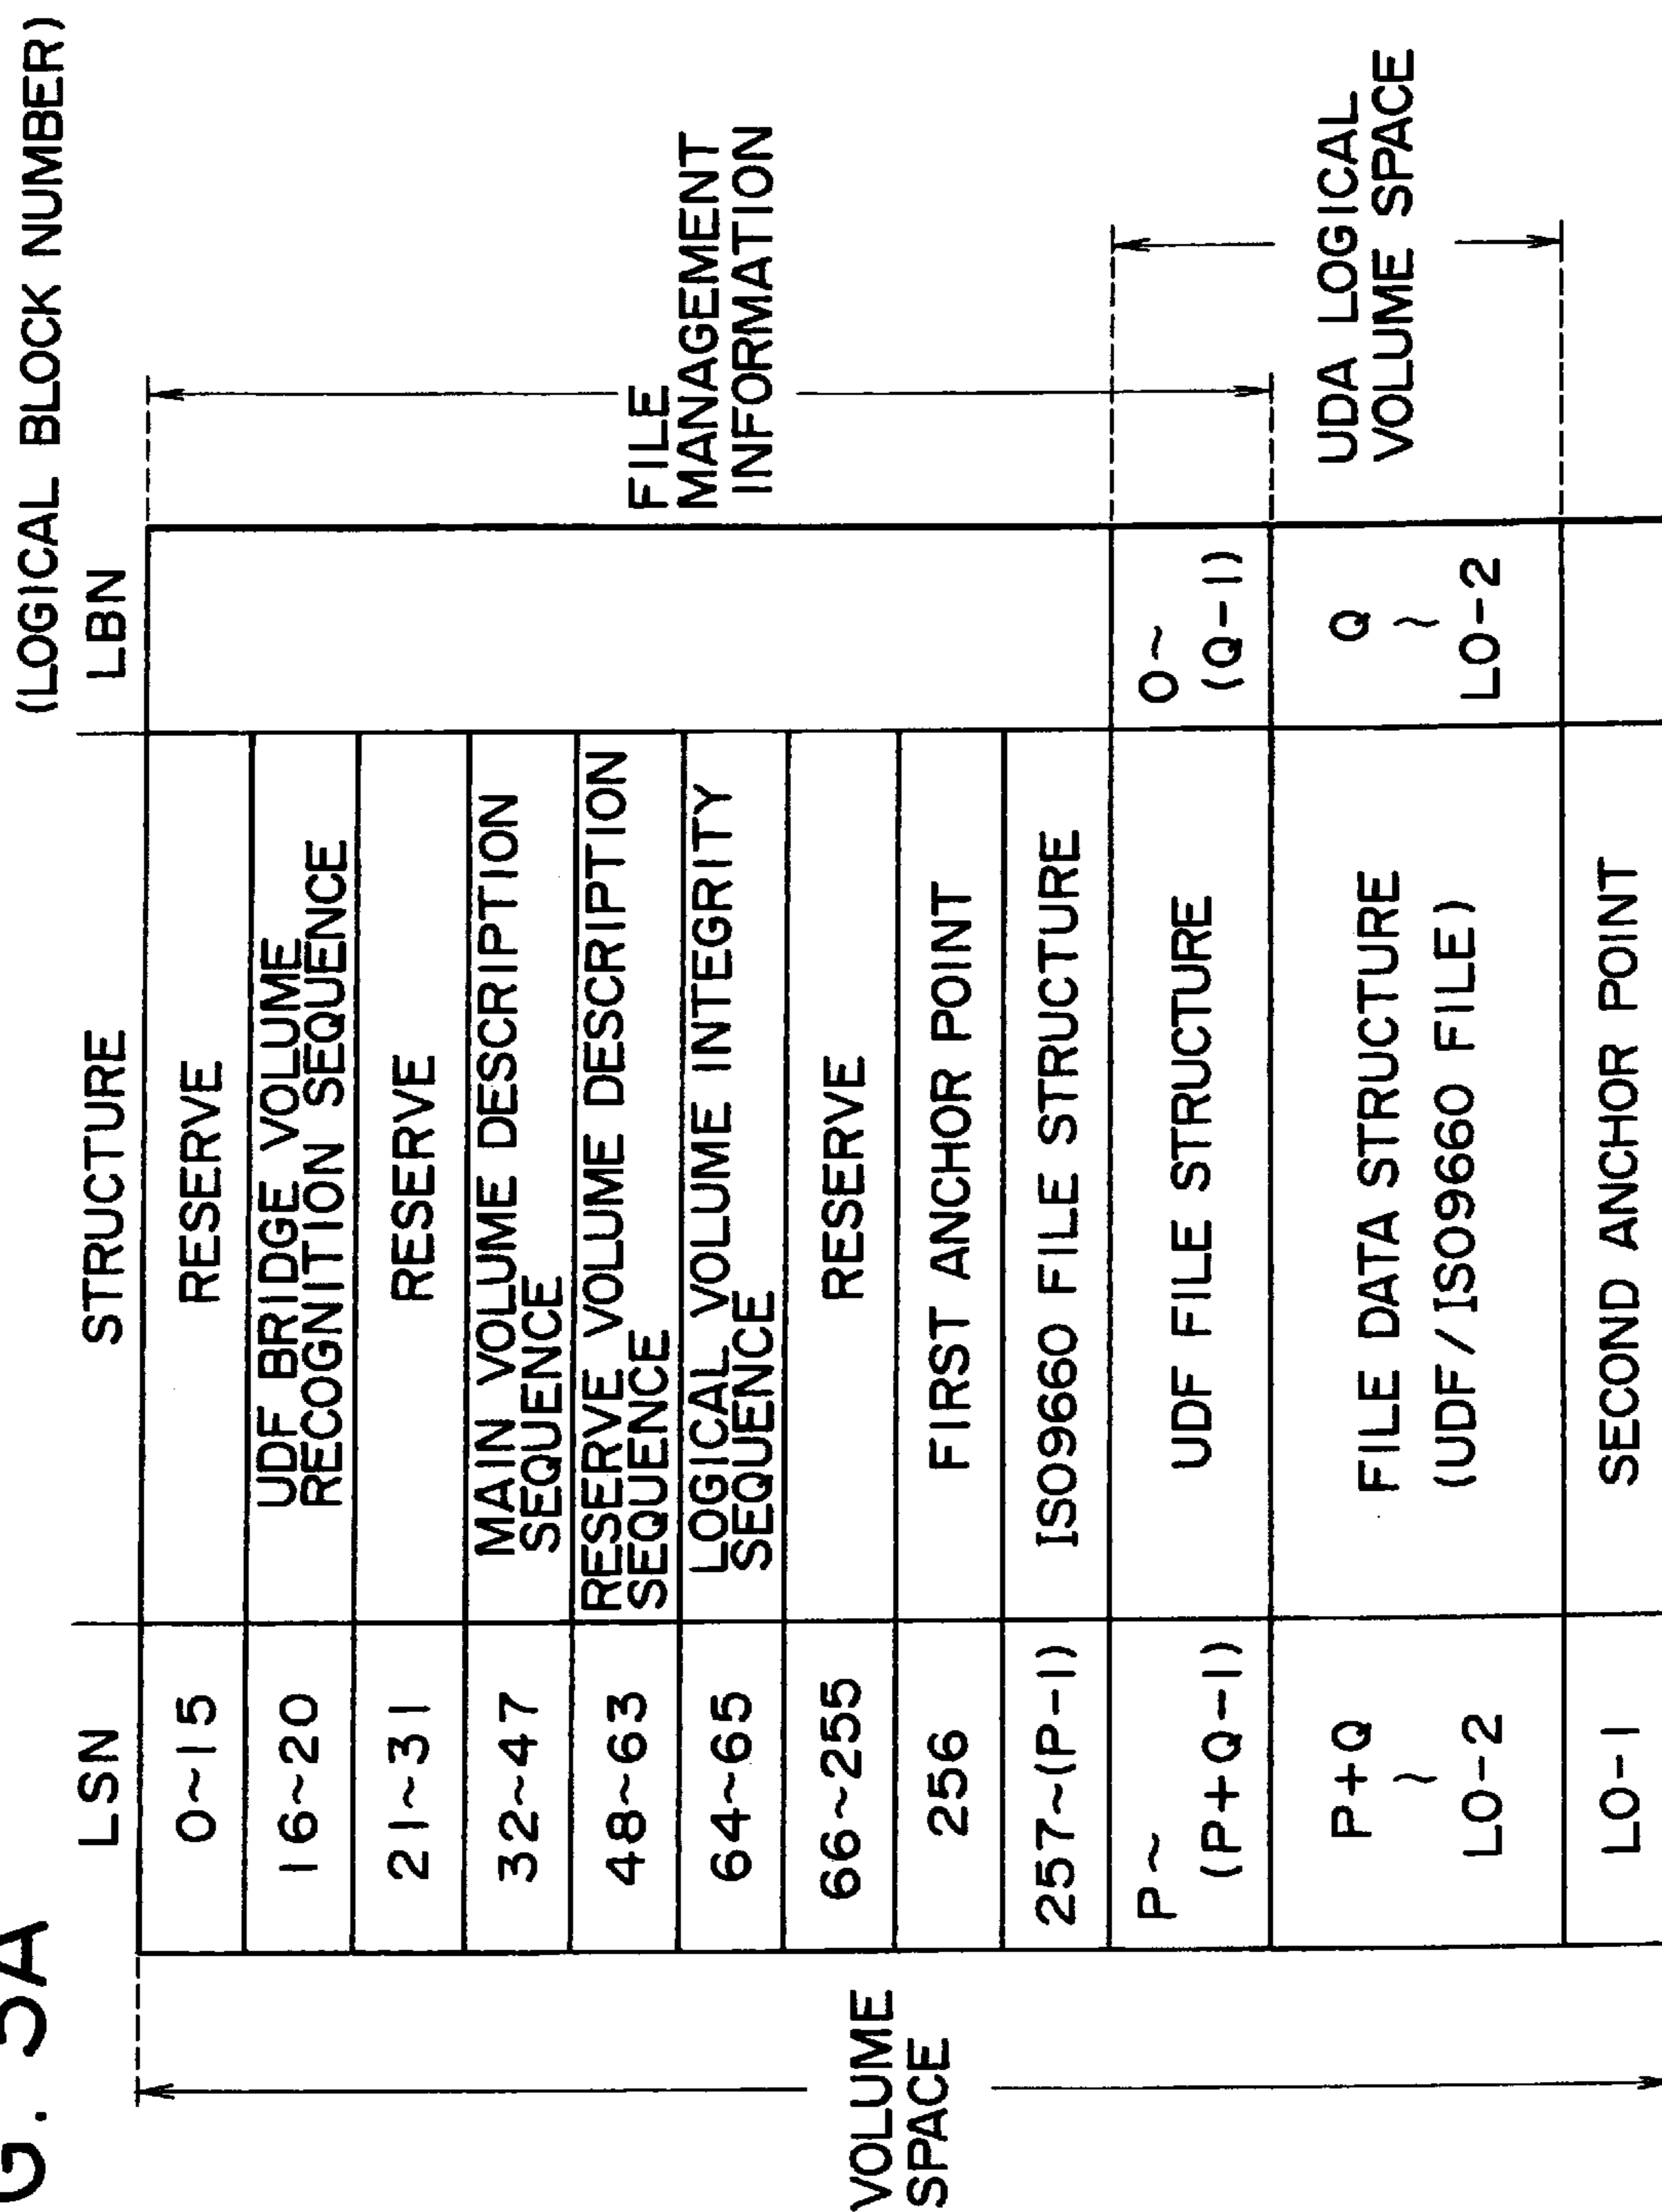 G. 5A
(LOGICAL BLOCK NUMBER)
LSN STRUCTURE LBN
0~15 RESERVE
16~20 UDF BRIDGE VOLUME
RECOGNITION SEQUENCE
21~31 RESERVE
32~47 MAIN VOLUME DESCRIPTION
SEQUENCE
48~63 RESERVE VOLUME DESCRIPTION
SEQUENCE
64~65 LOGICAL VOLUME INTEGRITY
SEQUENCE
66~255 RESERVE
256 FIRST ANCHOR POINT
257~(P-1) ISO9660 FILE STRUCTURE
P~
(P+Q-1)
UDF FILE STRUCTURE
0~
(Q-1)
P+Q
~
LO-2
FILE DATA STRUCTURE
(UDF/ISO9660 FILE)
Q
~
LO-2
LO-1 SECOND ANCHOR POINT
VOLUME
SPACE
FILE
MANAGEMENT
INFORMATION
UDA LOGICAL
VOLUME SPACE